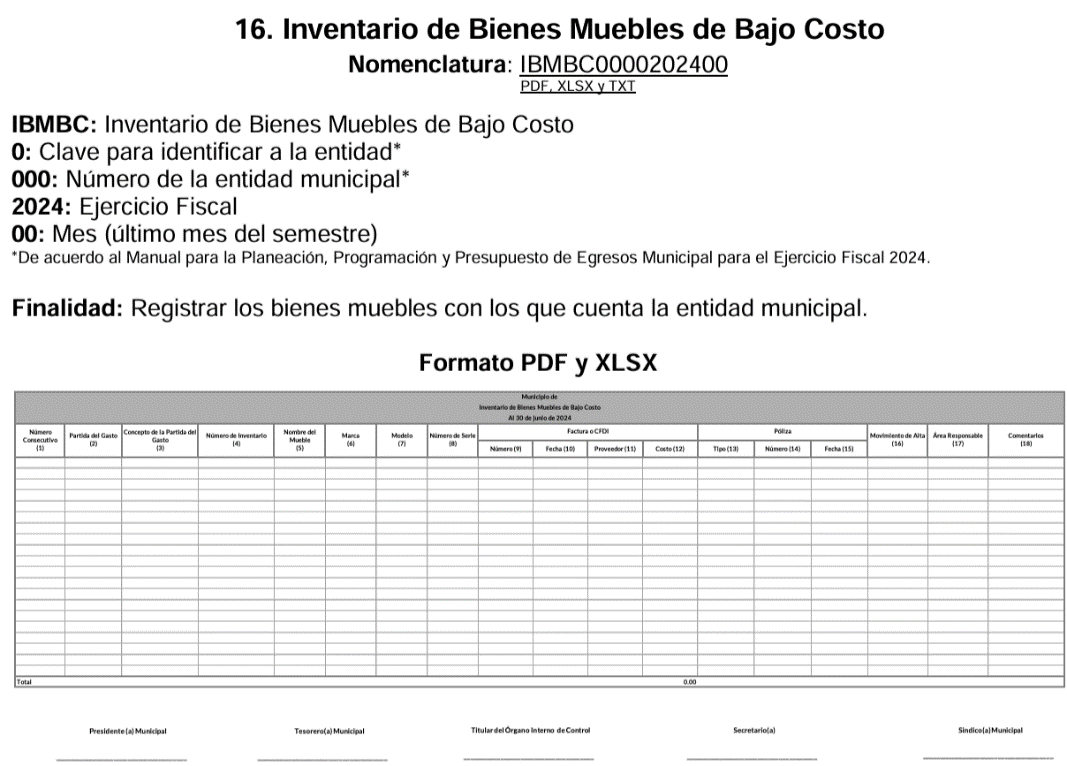 16. Inventario de Bienes Muebles de Bajo Costo
Nomenclatura: IBMBC0000202400
PDF, XLSX y TXT
IBMBC: Inventario de Bienes Muebles de Bajo Costo
0: Clave para identificar a la entidad*
000: Número de la entidad municipal*
2024: Ejercicio Fiscal
00: Mes (último mes del semestre)
*De acuerdo al Manual para la Planeación, Programación y Presupuesto de Egresos Municipal para el Ejercicio Fiscal 2024.
Finalidad: Registrar los bienes muebles con los que cuenta la entidad municipal.
Formato PDF y XLSX
Municipio de
Inventario de Bienes Muebles de Bajo Costo
Al 30 de junio de 2024
Número Consecutivo (1)
Partida del Gasto (2)
Concepto de la Partida del Gasto (3)
Número de Inventario (4)
Nombre del Mueble (5)
Marca (6)
Modelo (7)
Número de Serie (8)
Factura o CFDI
Número (9)
Fecha (10)
Proveedor (11)
Costo (12)
Póliza
Tipo (13)
Número (14)
Fecha (15)
Movimiento de Alta (16)
Área Responsable (17)
Comentarios (18)
Total 0.00
Presidente (a) Municipal
Tesorero(a) Municipal
Titular del Órgano Interno de Control
Secretario(a)
Síndico(a) Municipal